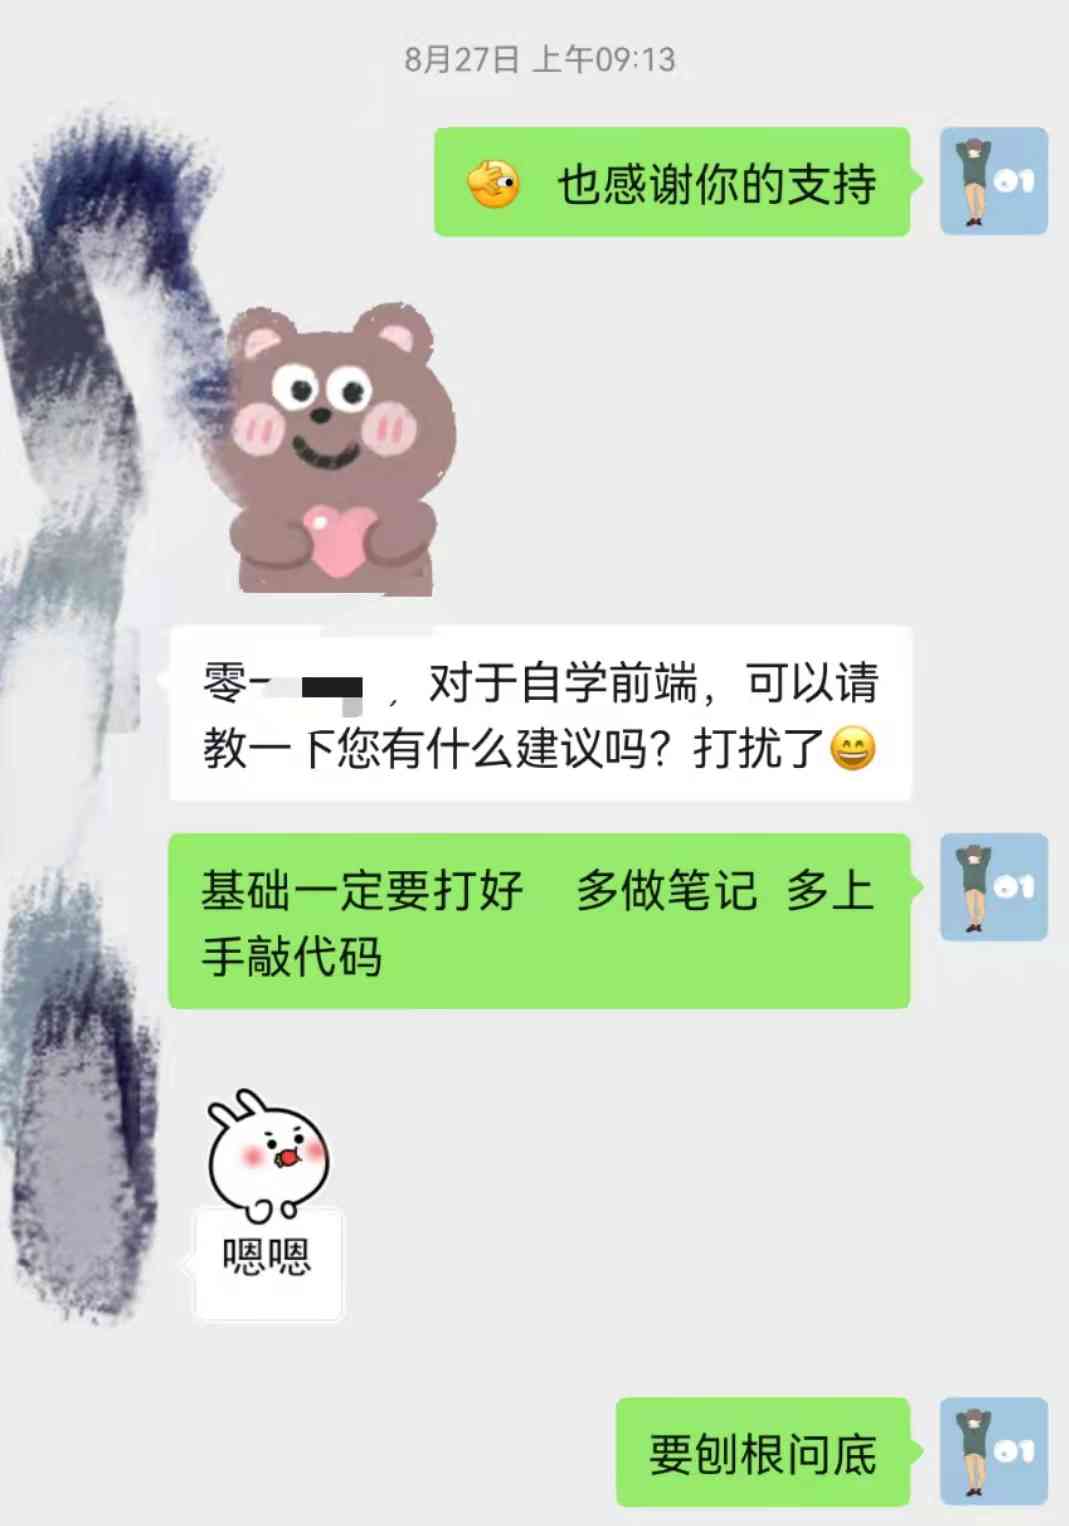 8月27日 上午09:13
也感谢你的支持
01
零一 ，对于自学前端，可以请
教一下您有什么建议吗？打扰了
基础一定要打好 多做笔记 多上
手敲代码
01
嗯嗯
要刨根问底
01